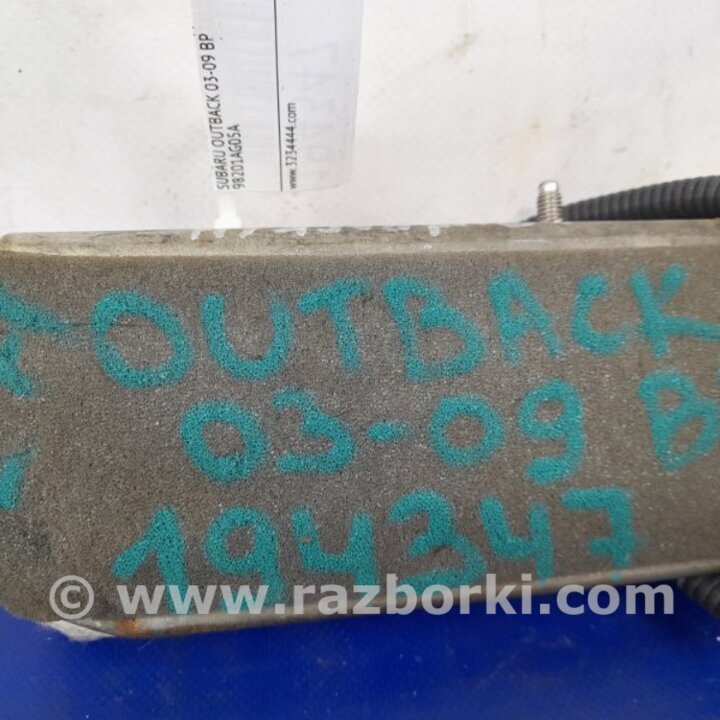 SUBARU OUTBACK 03-09 BP
98201AG05A
www.3234444.com
OUTBACK
03-09 B
194347
© www.razborki.com